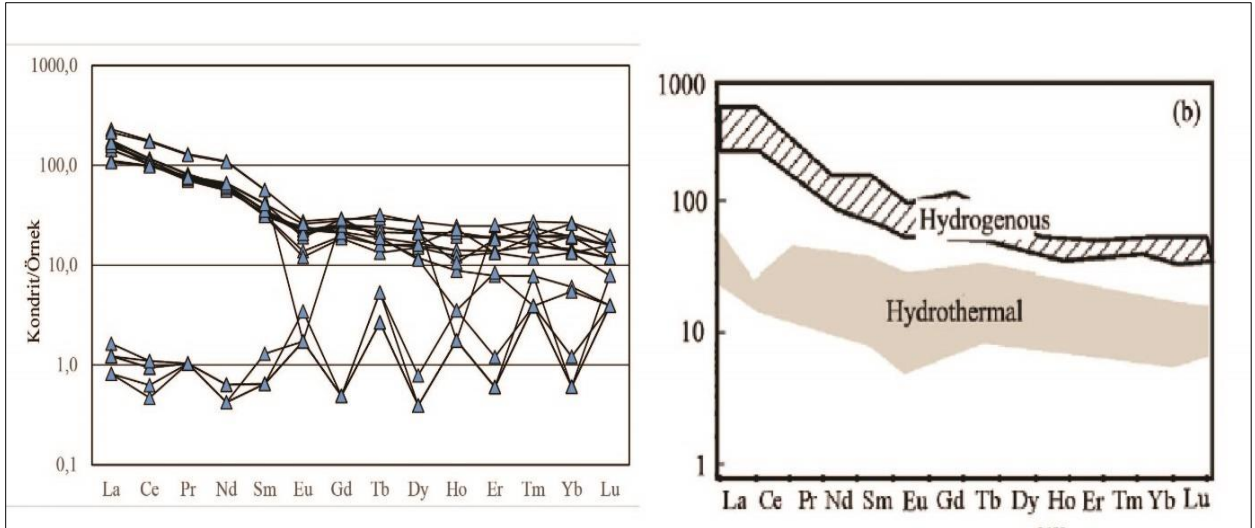 1000,0
100,0
10,0
1,0
0,1
Kondrit/Örnek
La Ce Pr Nd Sm Eu Gd Tb Dy Ho Er Tm Yb Lu
(b)
1000
100
10
1
Hydrogenous
Hydrothermal
La Ce Pr Nd Sm Eu Gd Tb Dy Ho Er Tm Yb Lu